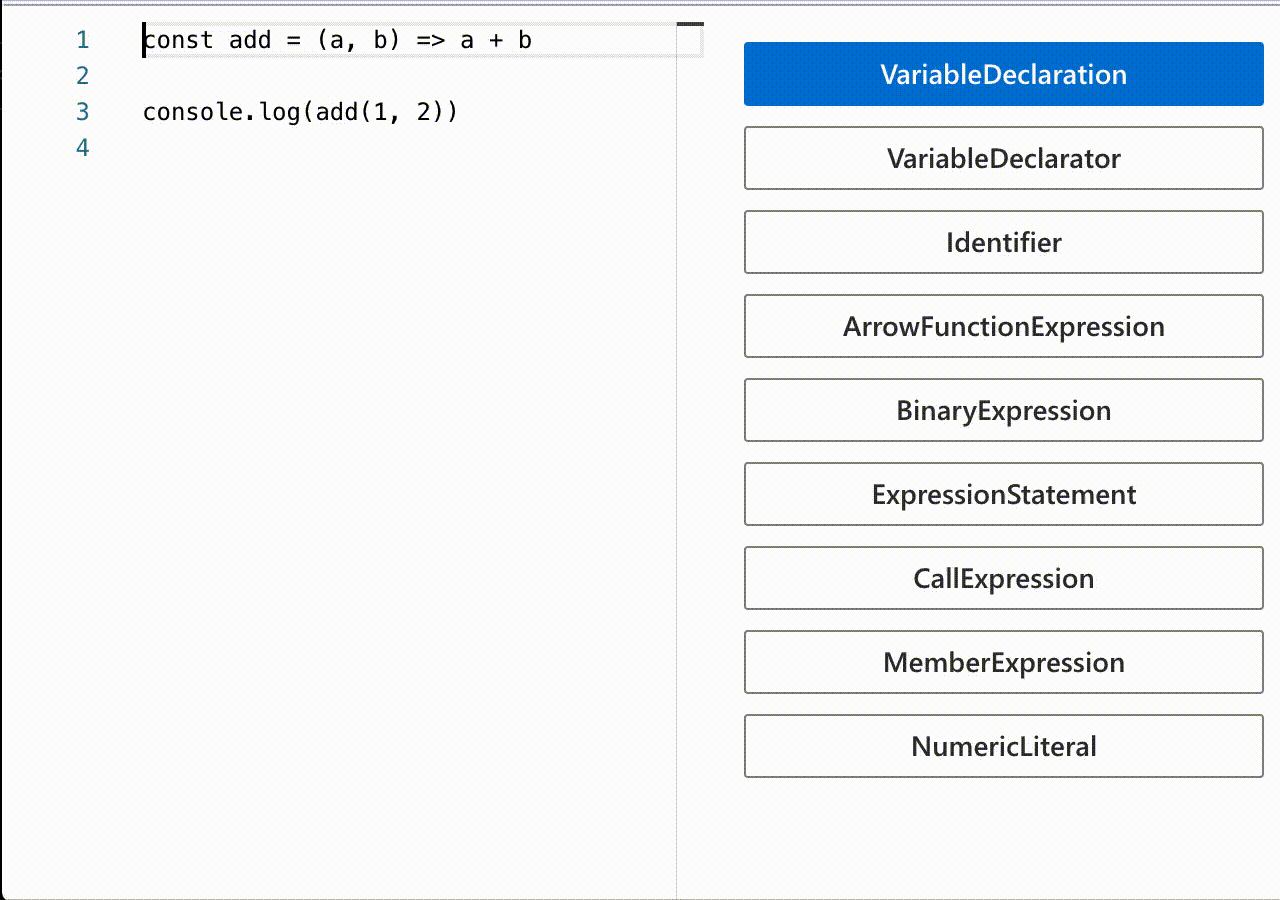 1 const add = (a, b) => a + b
2
3 console.log(add(1, 2))
4
VariableDeclaration
VariableDeclarator
Identifier
ArrowFunctionExpression
BinaryExpression
ExpressionStatement
CallExpression
MemberExpression
NumericLiteral